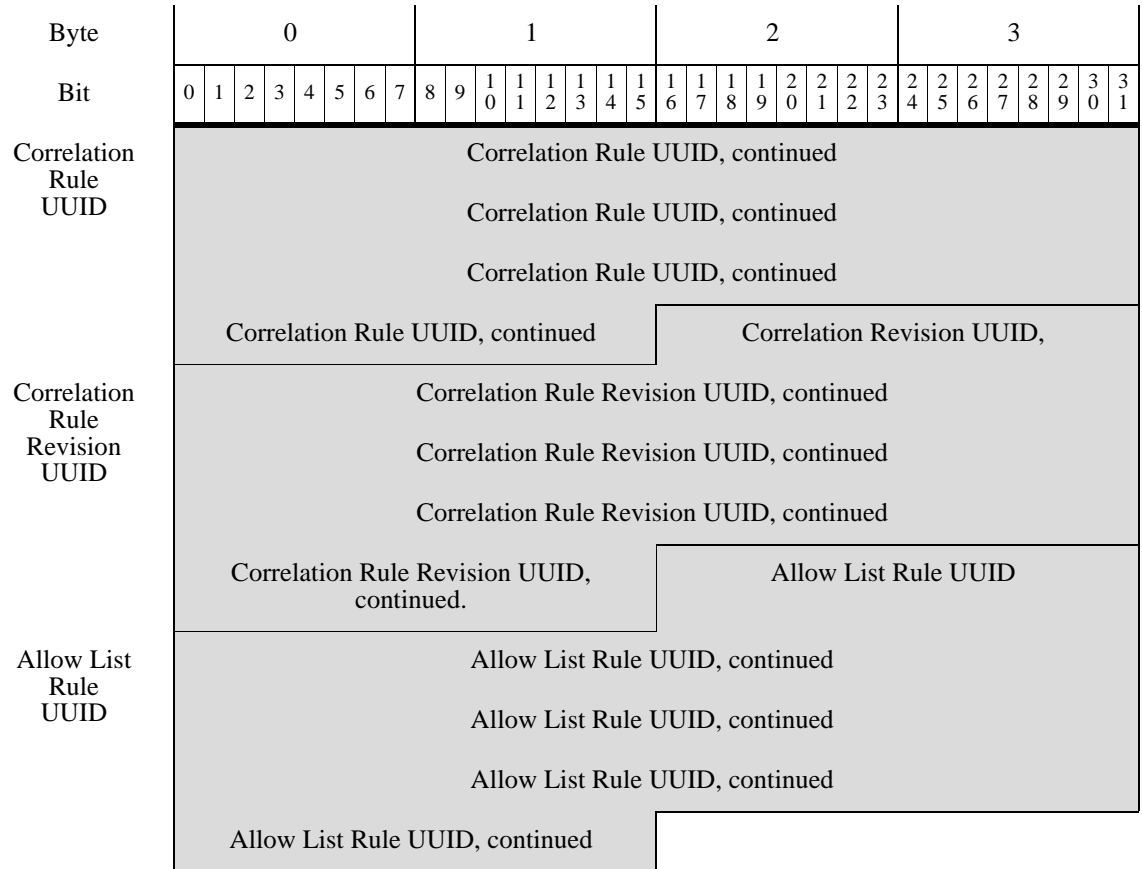 Byte 0 1 2 3
Bit 0 1 2 3 4 5 6 7 8 9 10 11 12 13 14 15 16 17 18 19 20 21 22 23 24 25 26 27 28 29 30 31
Correlation
Rule
UUID
Correlation Rule UUID, continued
Correlation Rule UUID, continued
Correlation Rule UUID, continued
Correlation Rule UUID, continued
Correlation Revision UUID,
Correlation
Rule
Revision
UUID
Correlation Rule Revision UUID, continued
Correlation Rule Revision UUID, continued
Correlation Rule Revision UUID, continued
Correlation Rule Revision UUID,
continued.
Allow List Rule UUID
Allow List
Rule
UUID
Allow List Rule UUID, continued
Allow List Rule UUID, continued
Allow List Rule UUID, continued
Allow List Rule UUID, continued